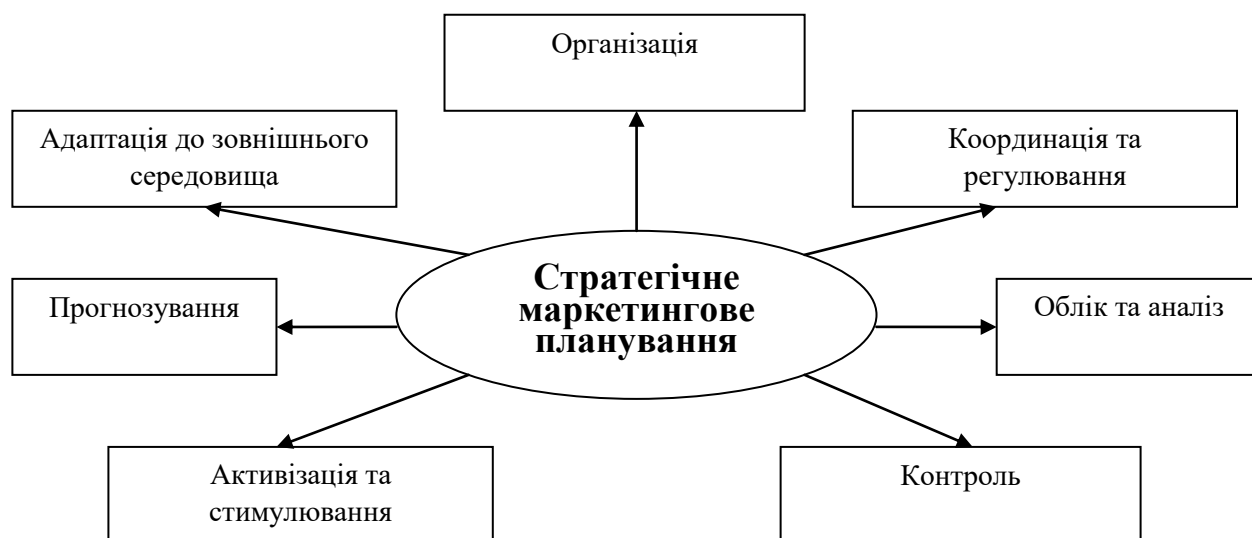 Організація
Адаптація до зовнішнього
середовища
Координація та
регулювання
Стратегічне
маркетингове
планування
Прогнозування
Облік та аналіз
Активізація та
стимулювання
Контроль